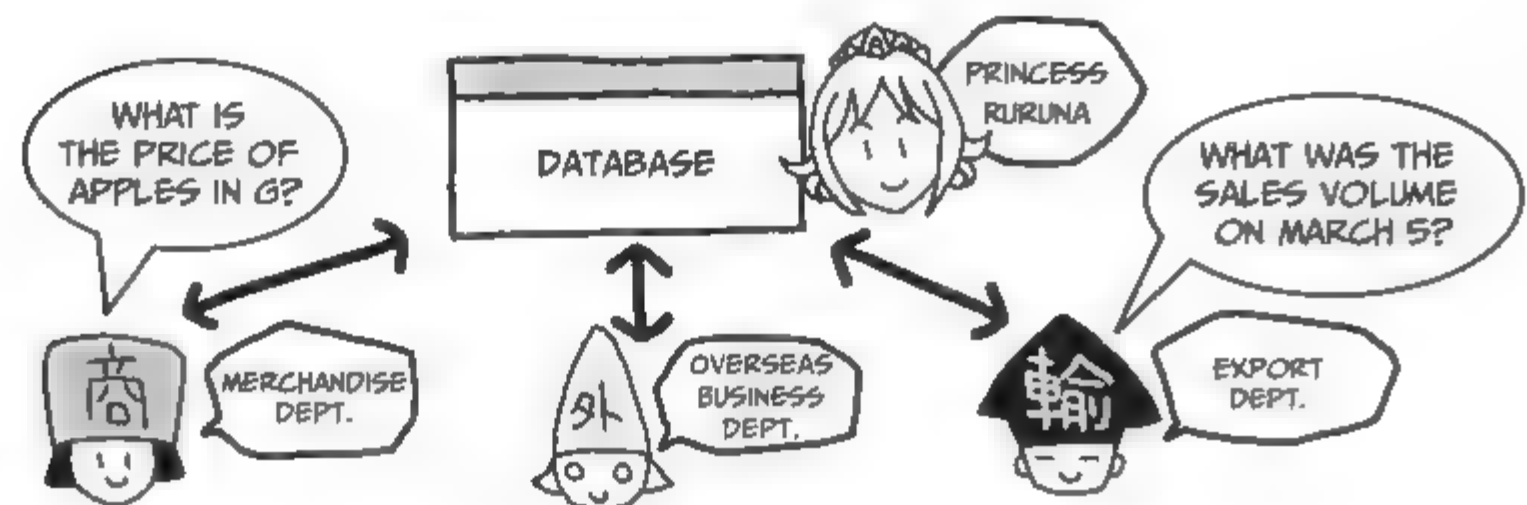 WHAT IS
THE PRICE OF
APPLES IN G?
DATABASE
PRINCESS
RURUNA
WHAT WAS THE
SALES VOLUME
ON MARCH 5?
商
MERCHANDISE
DEPT.
外
OVERSEAS
BUSINESS
DEPT.
輸
EXPORT
DEPT.